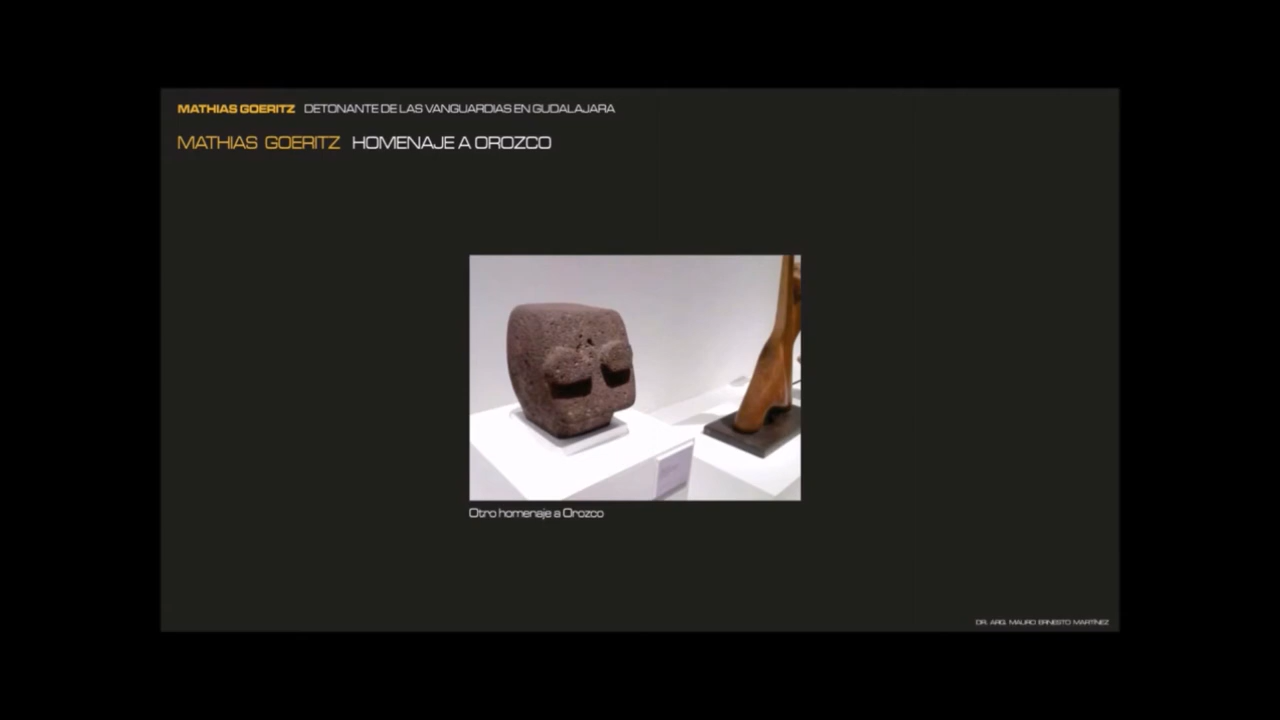 MATHIAS GOERITZ DETONANTE DE LAS VANGUARDIAS EN GUDALAJARA
MATHIAS GOERITZ HOMENAJE A OROZCO
Otro homenaje a Orozco
DR. ARQ. MAURO ERNESTO MARTÍNEZ